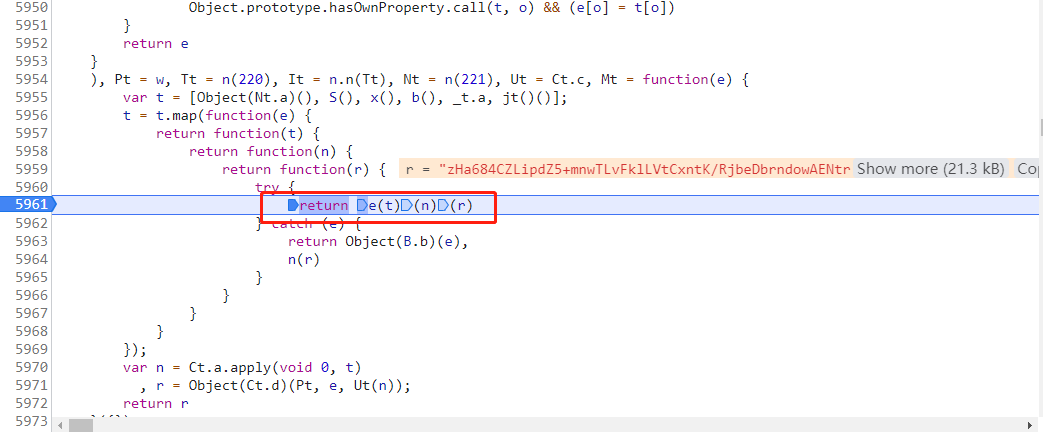 5950 Object.prototype.hasOwnProperty.call(t, o) && (e[o] = t[o])
5951 }
5952 return e
5953 }
5954 ), Pt = w, Tt = n(220), It = n.n(Tt), Nt = n(221), Ut = Ct.c, Mt = function(e) {
5955 var t = [Object(Nt.a)(), S(), x(), b(), _t.a, jt()()];
5956 t = t.map(function(e) {
5957 return function(t) {
5958 return function(n) {
5959 return function(r) { r = "zHa684CZLipdZ5+mnwTLvFklLVtCxntK/RjbeDbrndowAENtr Show more (21.3 kB) Cop
5960 try {
5961 return e(t)(n)(r)
5962 } catch (e) {
5963 return Object(B.b)(e),
5964 n(r)
5965 }
5966 }
5967 }
5968 }
5969 });
5970 var n = Ct.a.apply(void 0, t)
5971 , r = Object(Ct.d)(Pt, e, Ut(n));
5972 return r
5973